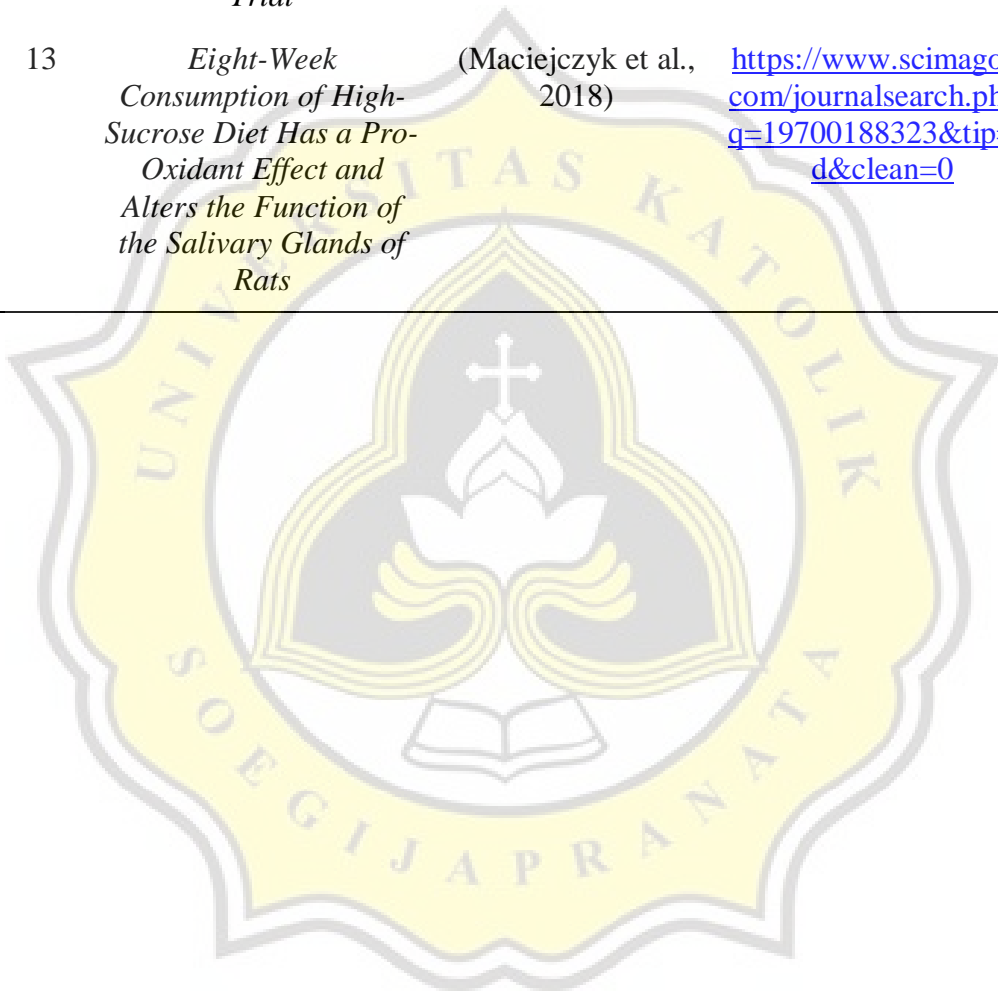 Trial
13 Eight-Week (Maciejczyk et al., https://www.scimago
Consumption of High- 2018) com/journalsearch.ph
Sucrose Diet Has a Pro- q=19700188323&tip=
Oxidant Effect and d&clean=0
Alters the Function of
the Salivary Glands of
Rats
UNIVERSITAS KATOLIK
SOEGIJAPRANATA